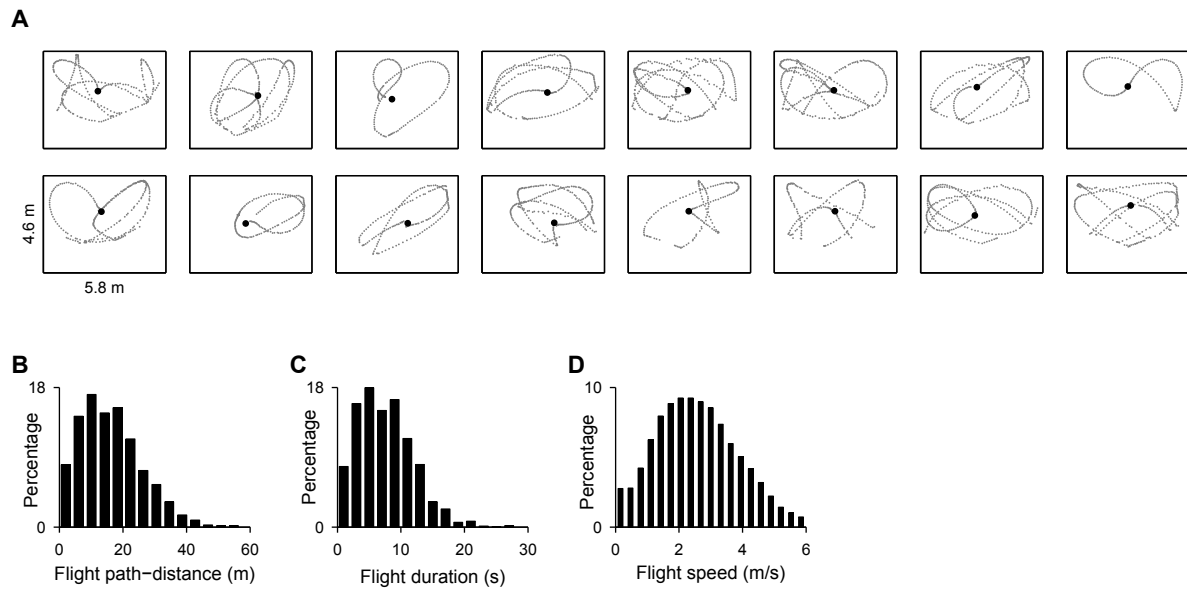 A
4.6 m
5.8 m
B
18
Percentage
0
0 20 40 60
Flight path−distance (m)
C
18
Percentage
0
0 10 20 30
Flight duration (s)
D
10
Percentage
0
0 2 4 6
Flight speed (m/s)